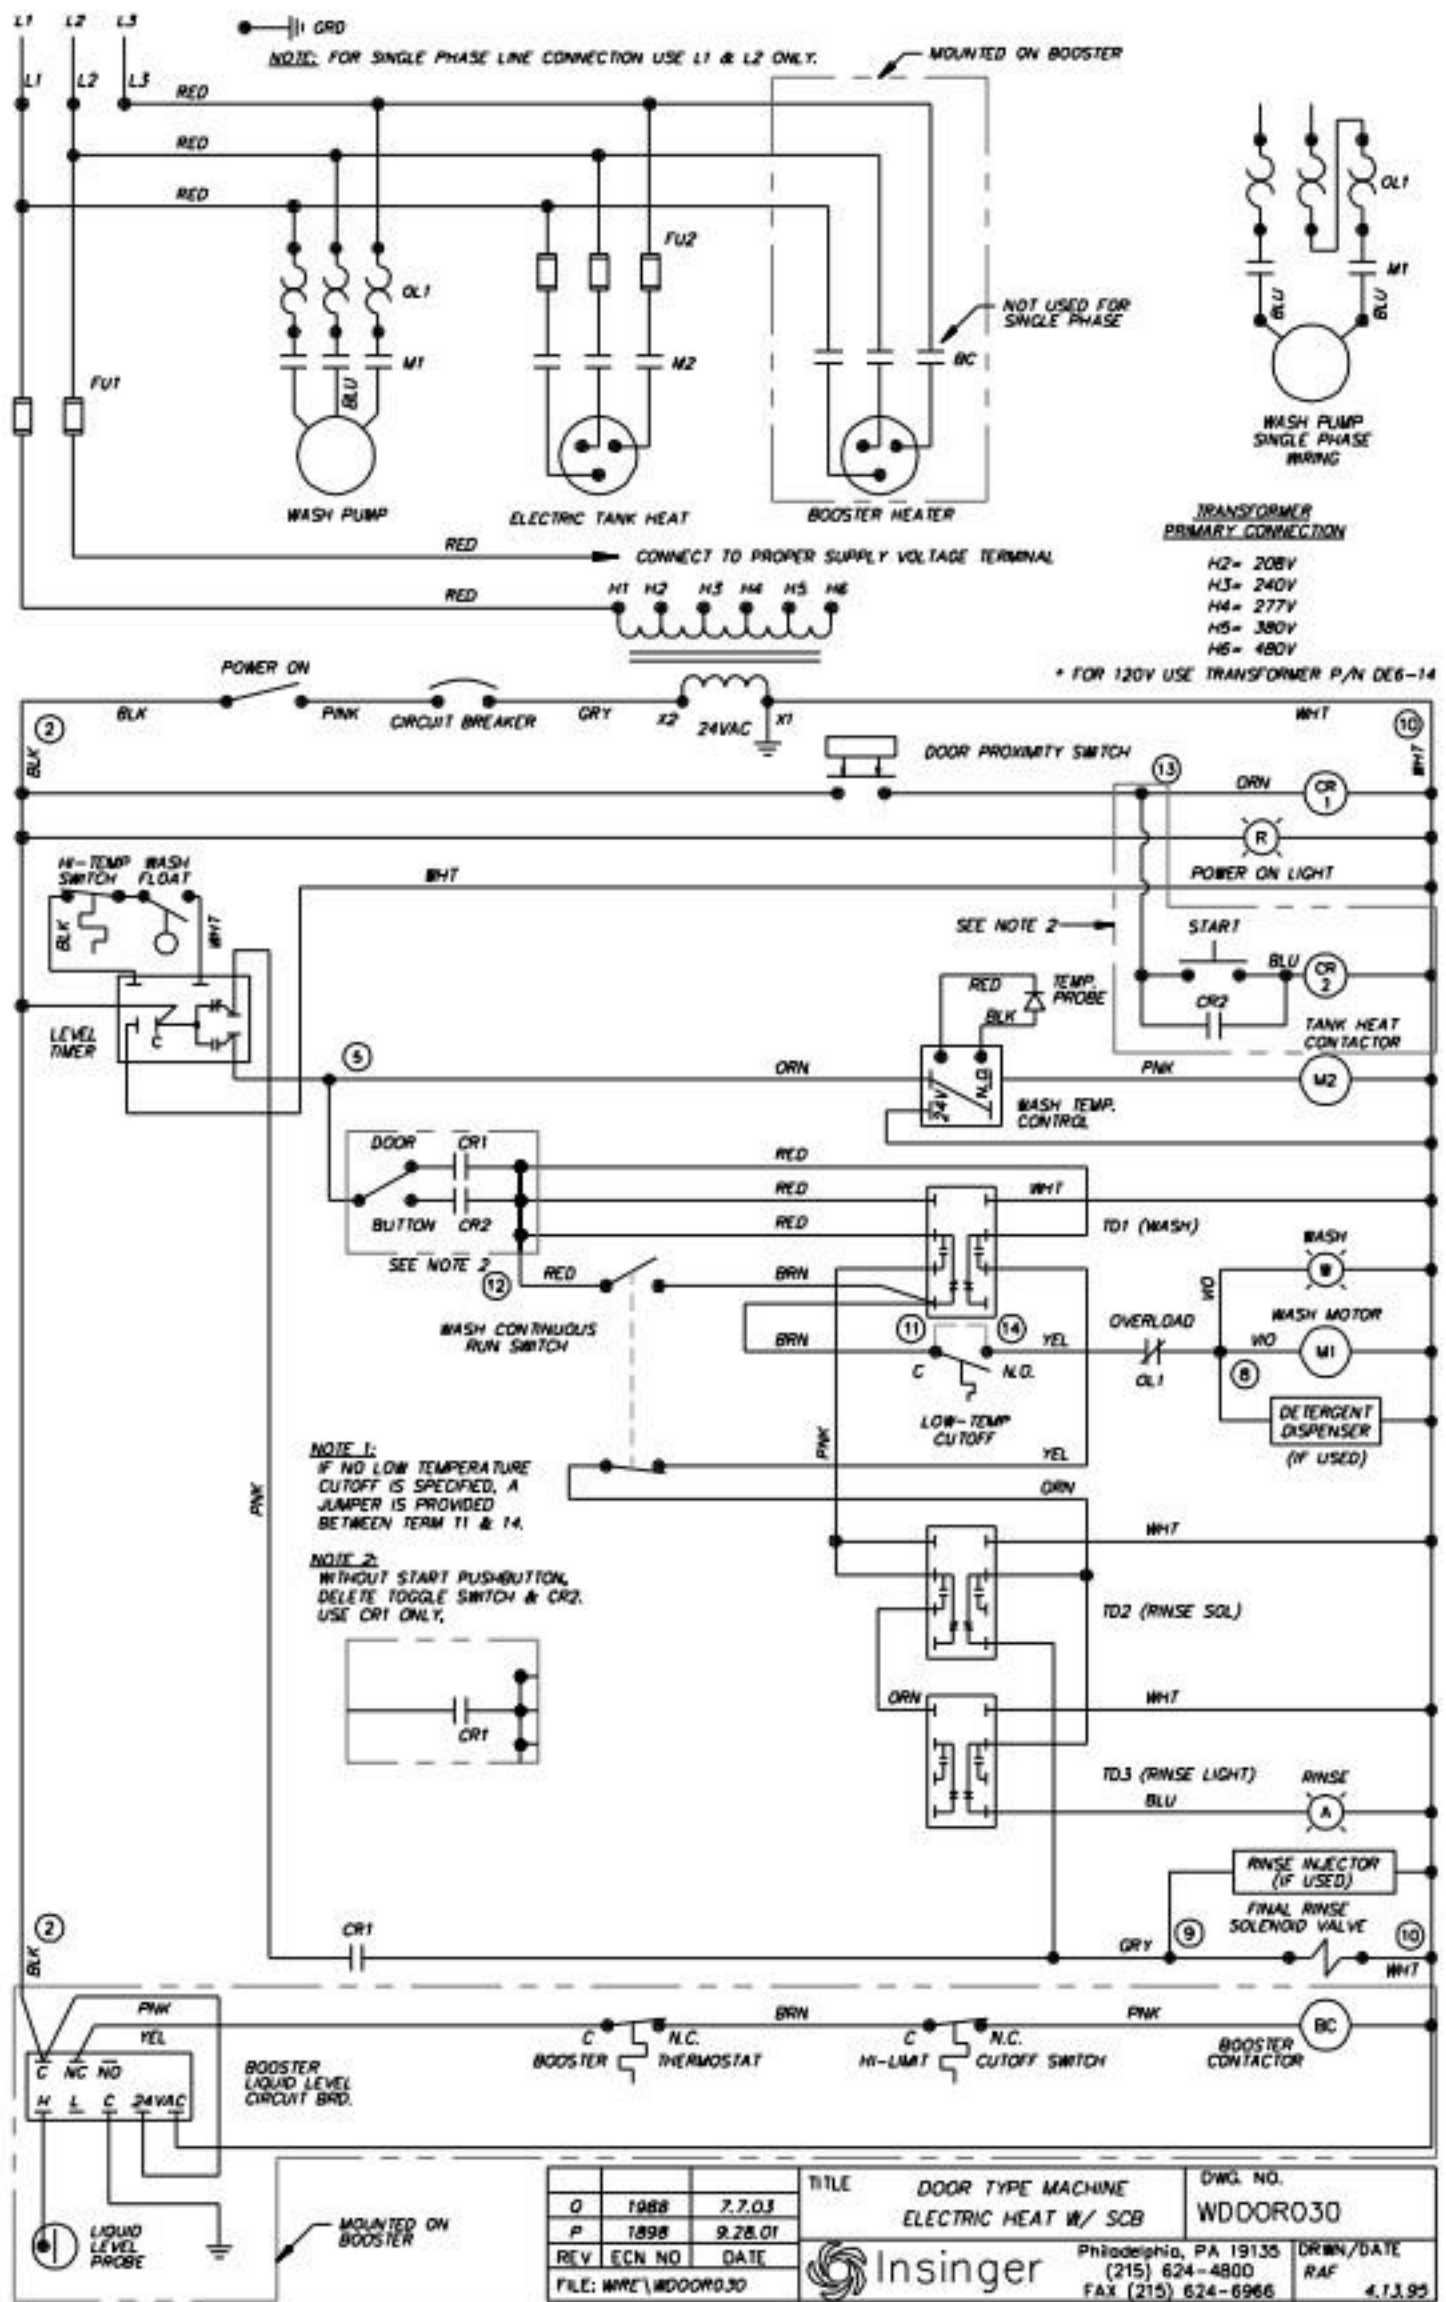 L1 L2 L3
GRD
NOTE: FOR SINGLE PHASE LINE CONNECTION USE L1 & L2 ONLY.
MOUNTED ON BOOSTER
L1 L2 L3
RED
RED
RED
OL1
FU2
OL1
M1
BLU BLU
NOT USED FOR
SINGLE PHASE
FU1
M1
BLU
M2
BC
WASH PUMP
SINGLE PHASE
WIRING
WASH PUMP
ELECTRIC TANK HEAT
BOOSTER HEATER
TRANSFORMER
PRIMARY CONNECTION
H2= 208V
H3= 240V
H4= 277V
H5= 380V
H6= 480V
* FOR 120V USE TRANSFORMER P/N DE6-14
RED
CONNECT TO PROPER SUPPLY VOLTAGE TERMINAL
RED
H1 H2 H3 H4 H5 H6
POWER ON
BLK
PINK
CIRCUIT BREAKER
GRY
X2
24VAC
X1
WHT
2
10
BLK
WHT
DOOR PROXIMITY SWITCH
13
ORN
CR
1
R
POWER ON LIGHT
HI-TEMP WASH
SWITCH FLOAT
WHT
BLK
WHT
SEE NOTE 2
START
BLU
CR
2
CR2
RED
TEMP.
PROBE
BLK
TANK HEAT
CONTACTOR
LEVEL
TIMER
C
5
ORN
24V
N.O.
PNK
M2
WASH TEMP.
CONTROL
DOOR CR1
BUTTON CR2
SEE NOTE 2
RED
RED
RED
WHT
TD1 (WASH)
12
RED
BRN
WASH CONTINUOUS
RUN SWITCH
BRN
11
14
C
N.O.
YEL
LOW-TEMP
CUTOFF
OVERLOAD
OL1
VIO
VIO
8
WASH
W
WASH MOTOR
M1
DETERGENT
DISPENSER
(IF USED)
PNK
YEL
ORN
PNK
NOTE 1:
IF NO LOW TEMPERATURE
CUTOFF IS SPECIFIED, A
JUMPER IS PROVIDED
BETWEEN TERM 11 & 14.
NOTE 2:
WITHOUT START PUSHBUTTON,
DELETE TOGGLE SWITCH & CR2.
USE CR1 ONLY.
CR1
WHT
TD2 (RINSE SOL)
ORN
WHT
TD3 (RINSE LIGHT)
BLU
RINSE
A
RINSE INJECTOR
(IF USED)
FINAL RINSE
SOLENOID VALVE
2
BLK
CR1
GRY
9
10
WHT
PNK
YEL
C NC NO
H L C 24VAC
BOOSTER
LIQUID LEVEL
CIRCUIT BRD.
C N.C.
BOOSTER THERMOSTAT
BRN
C N.C.
HI-LIMIT CUTOFF SWITCH
PNK
BC
BOOSTER
CONTACTOR
LIQUID
LEVEL
PROBE
MOUNTED ON
BOOSTER
Q 1988 7.7.03
P 1898 9.28.01
REV ECN NO DATE
FILE: WIRE\WDOOR030
TITLE DOOR TYPE MACHINE
ELECTRIC HEAT W/ SCB
DWG. NO.
WDOOR030
Insinger
Philadelphia, PA 19135
(215) 624-4800
FAX (215) 624-6966
DRWN/DATE
RAF
4.13.95